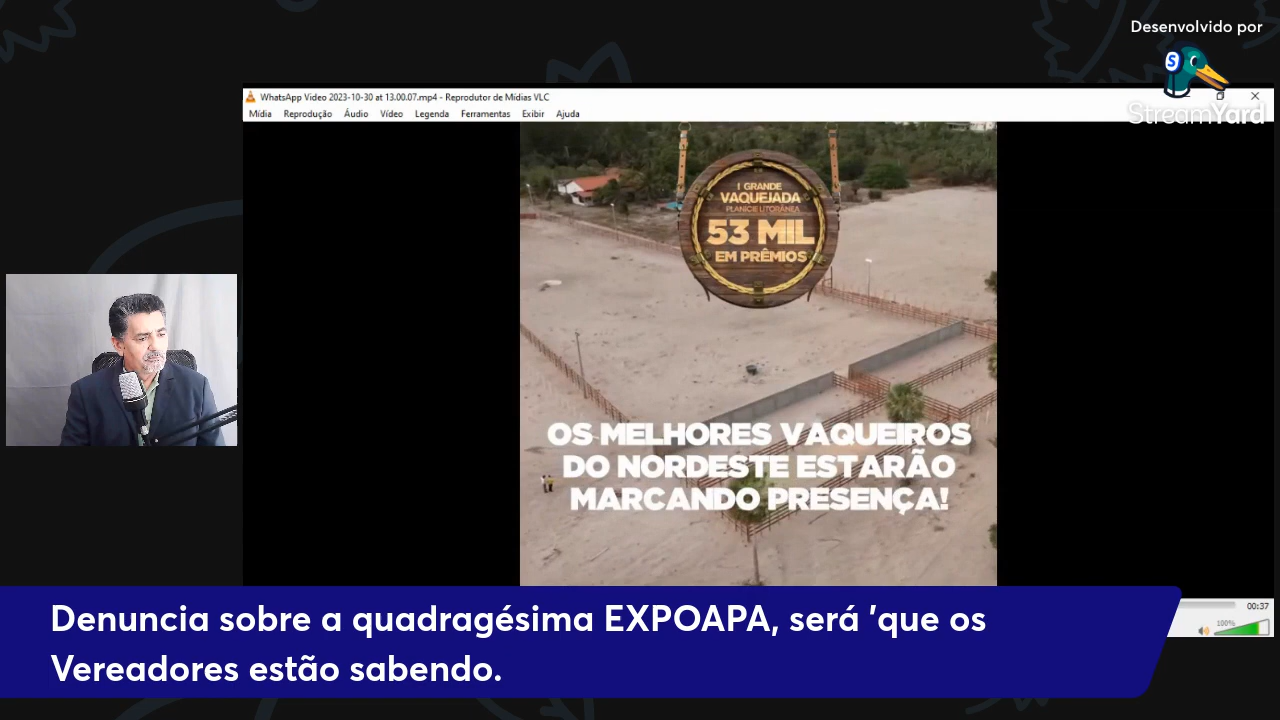 Desenvolvido por
StreamYard
WhatsApp Video 2023-10-30 at 13.00.07.mp4 - Reprodutor de Mídias VLC
Mídia Reprodução Áudio Vídeo Legenda Ferramentas Exibir Ajuda
I GRANDE
VAQUEJADA
PLANÍCIE LITORÂNEA
53 MIL
EM PRÊMIOS
OS MELHORES VAQUEIROS
DO NORDESTE ESTARÃO
MARCANDO PRESENÇA!
00:37
100%
Denuncia sobre a quadragésima EXPOAPA, será 'que os
Vereadores estão sabendo.